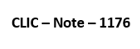 CLIC – Note – 1176